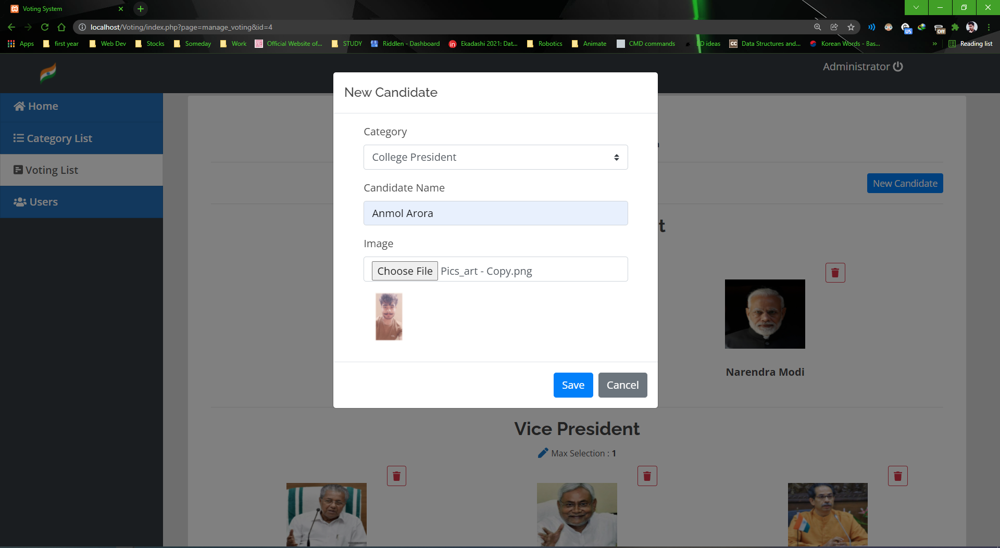 Voting System
localhost/Voting/index.php?page=manage_voting&id=4
US
Off
Apps first year Web Dev Stocks Someday Work Official Website of... STUDY Riddlen - Dashboard Ekadashi 2021: Dat... Robotics Animate CMD commands ideas Data Structures and... Korean Words - Bas... » Reading list
Administrator
Home
Category List
Voting List
Users
New Candidate
Category
College President
Candidate Name
Anmol Arora
Image
Choose File Pics_art - Copy.png
Save Cancel
New Candidate
t
Narendra Modi
Vice President
Max Selection : 1